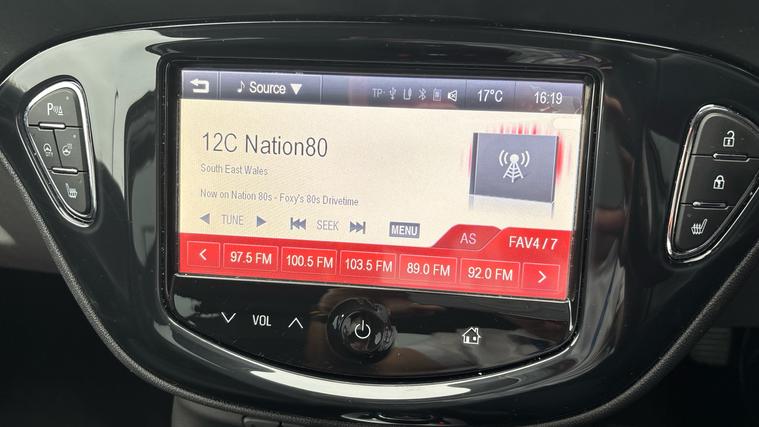 Source 17°C 16:19
TP
12C Nation80
South East Wales
Now on Nation 80s - Foxy's 80s Drivetime
TUNE SEEK MENU
AS FAV4 / 7
97.5 FM 100.5 FM 103.5 FM 89.0 FM 92.0 FM
VOL